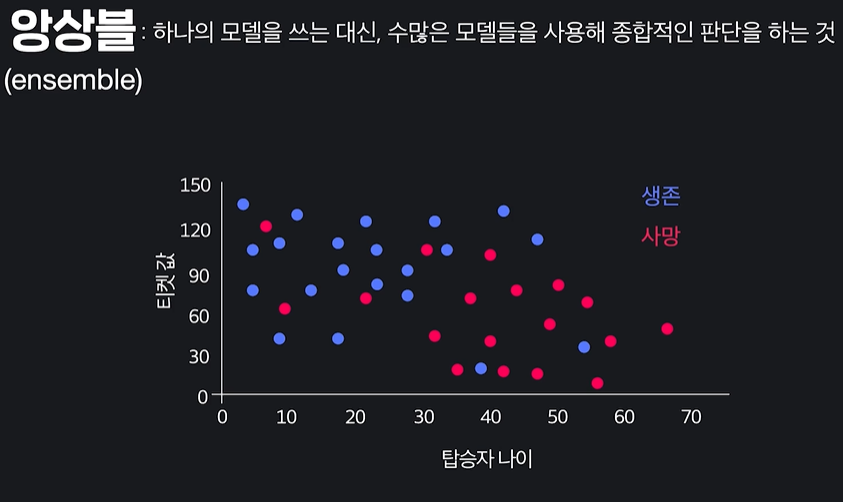 앙상블 : 하나의 모델을 쓰는 대신, 수많은 모델들을 사용해 종합적인 판단을 하는 것
(ensemble)
생존
사망
티켓 값
150
120
90
60
30
0
0 10 20 30 40 50 60 70
탑승자 나이